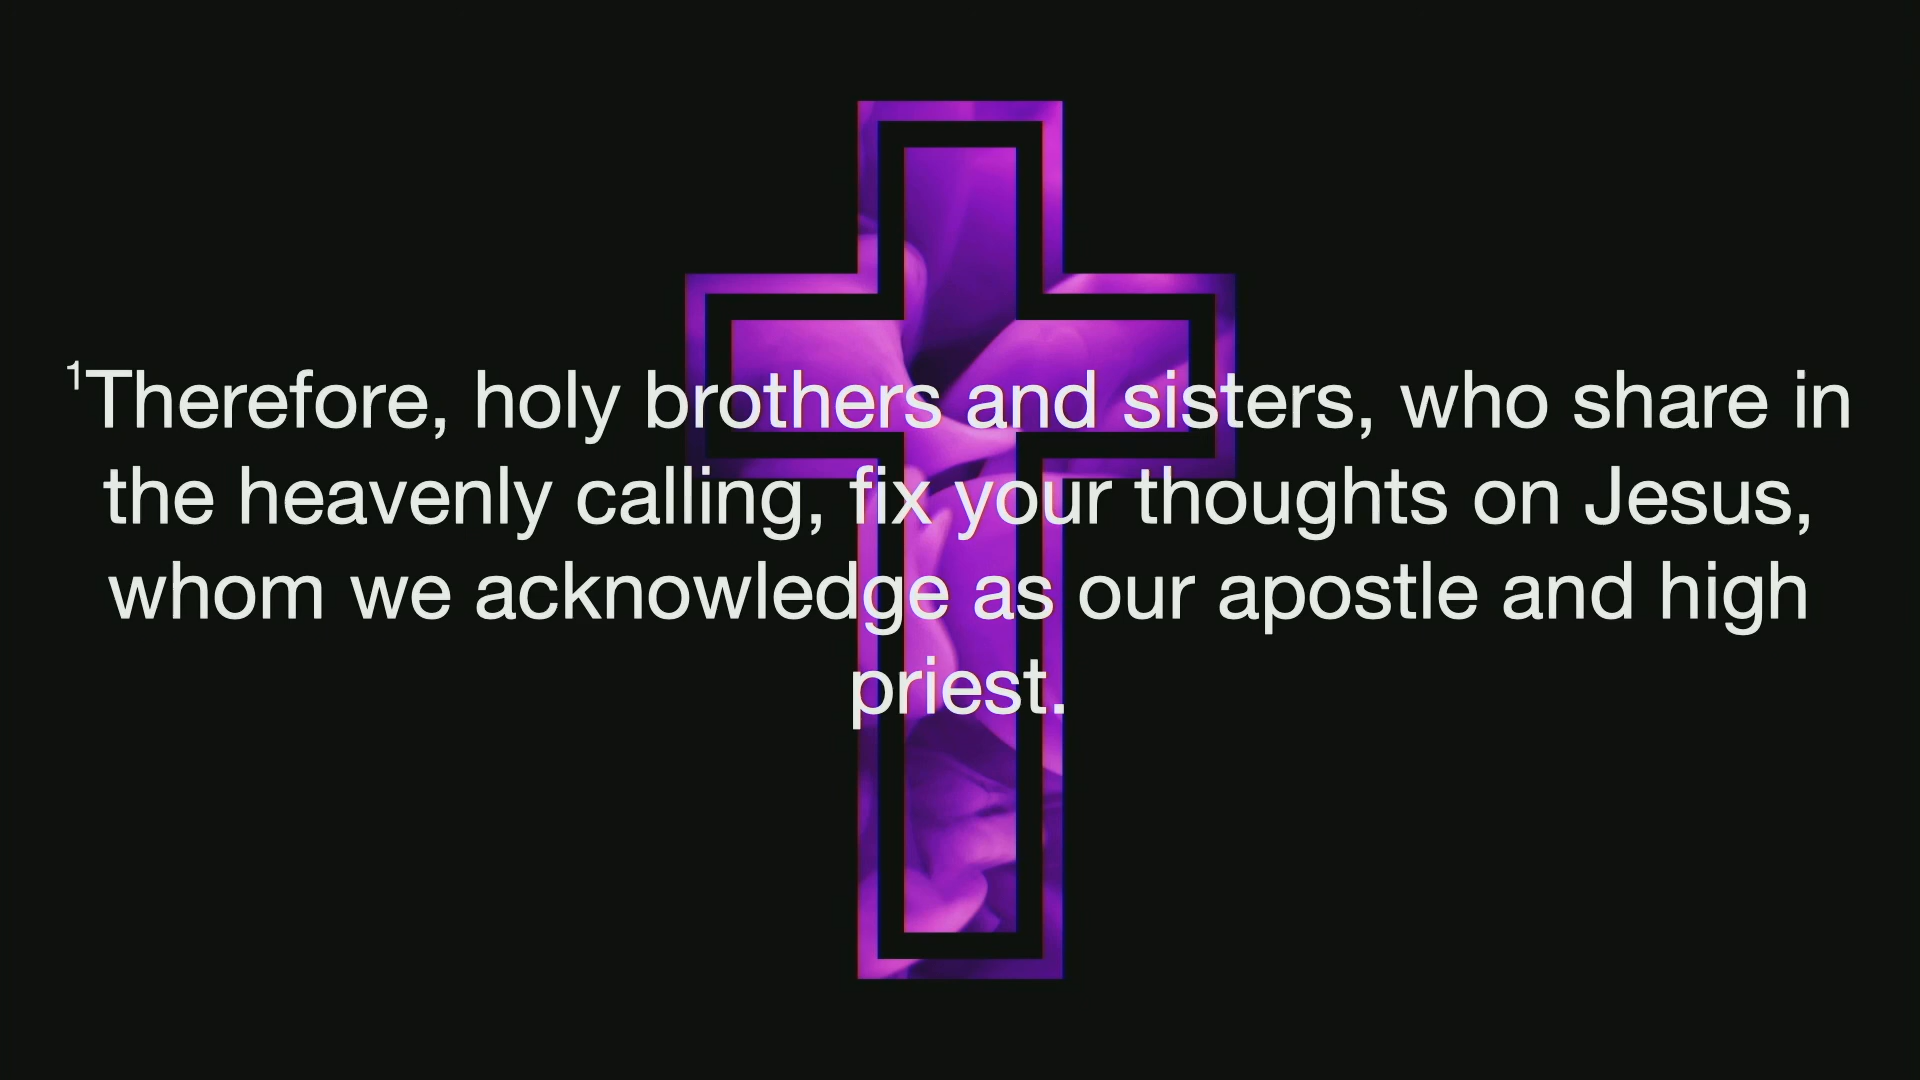 ¹Therefore, holy brothers and sisters, who share in
the heavenly calling, fix your thoughts on Jesus,
whom we acknowledge as our apostle and high
priest.